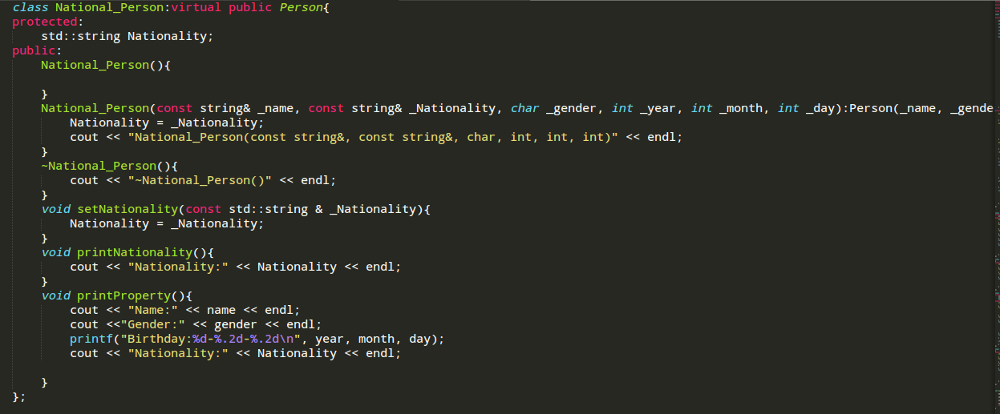 class National_Person:virtual public Person{
protected:
    std::string Nationality;
public:
    National_Person(){

    }
    National_Person(const string& _name, const string& _Nationality, char _gender, int _year, int _month, int _day):Person(_name, _gende
        Nationality = _Nationality;
        cout << "National_Person(const string&, const string&, char, int, int, int)" << endl;
    }
    ~National_Person(){
        cout << "~National_Person()" << endl;
    }
    void setNationality(const std::string & _Nationality){
        Nationality = _Nationality;
    }
    void printNationality(){
        cout << "Nationality:" << Nationality << endl;
    }
    void printProperty(){
        cout << "Name:" << name << endl;
        cout <<"Gender:" << gender << endl;
        printf("Birthday:%d-%.2d-%.2d\n", year, month, day);
        cout << "Nationality:" << Nationality << endl;

    }
};